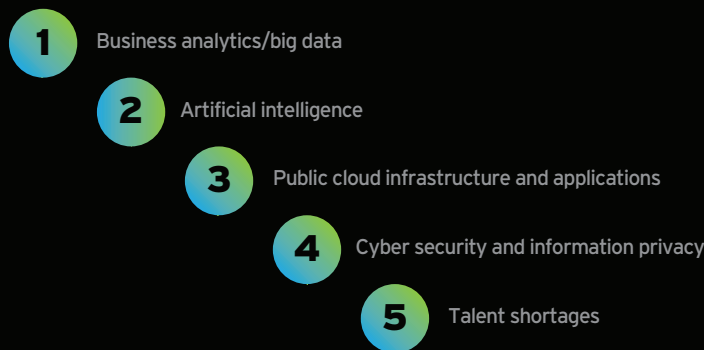 1 Business analytics/big data
2 Artificial intelligence
3 Public cloud infrastructure and applications
4 Cyber security and information privacy
5 Talent shortages